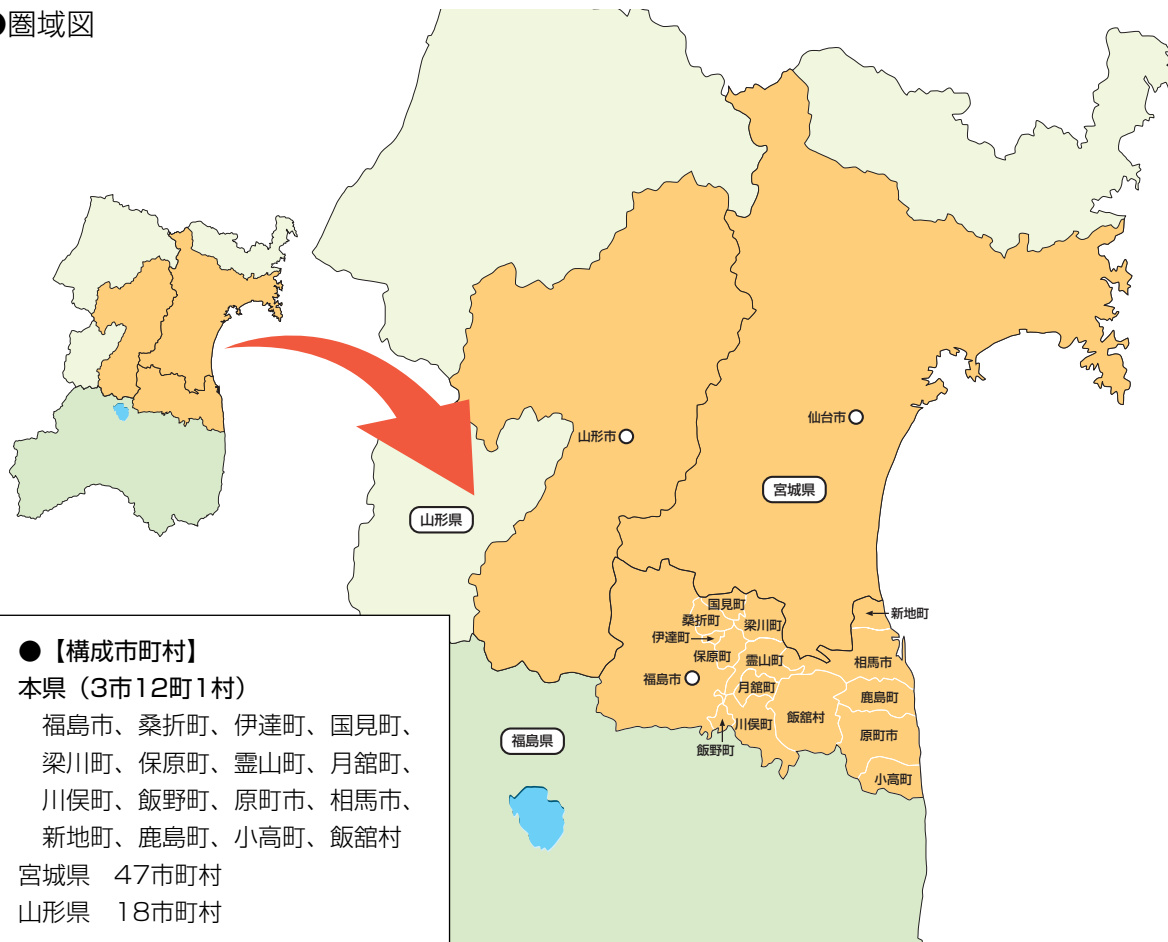 ●圏域図
仙台市
山形市
宮城県
山形県
新地町
国見町
桑折町
梁川町
伊達町
保原町
霊山町
相馬市
福島市
月舘町
鹿島町
飯舘村
川俣町
原町市
福島県
飯野町
小高町
●【構成市町村】
本県（3市12町1村）
福島市、桑折町、伊達町、国見町、
梁川町、保原町、霊山町、月舘町、
川俣町、飯野町、原町市、相馬市、
新地町、鹿島町、小高町、飯舘村
宮城県　47市町村
山形県　18市町村